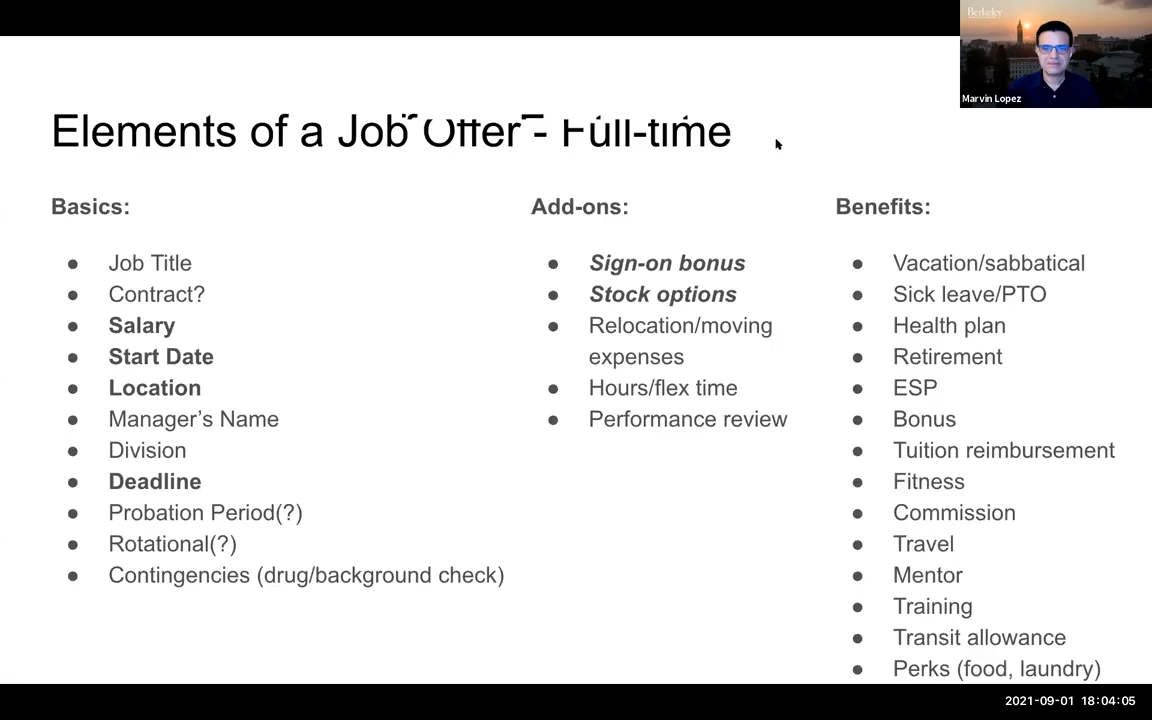 Berkeley
Marvin Lopez
Elements of a Job Offer - Full-time
Basics:
Job Title
Contract?
Salary
Start Date
Location
Manager's Name
Division
Deadline
Probation Period(?)
Rotational(?)
Contingencies (drug/background check)
Add-ons:
Sign-on bonus
Stock options
Relocation/moving
expenses
Hours/flex time
Performance review
Benefits:
Vacation/sabbatical
Sick leave/PTO
Health plan
Retirement
ESP
Bonus
Tuition reimbursement
Fitness
Commission
Travel
Mentor
Training
Transit allowance
Perks (food, laundry)
2021-09-01 18:04:05